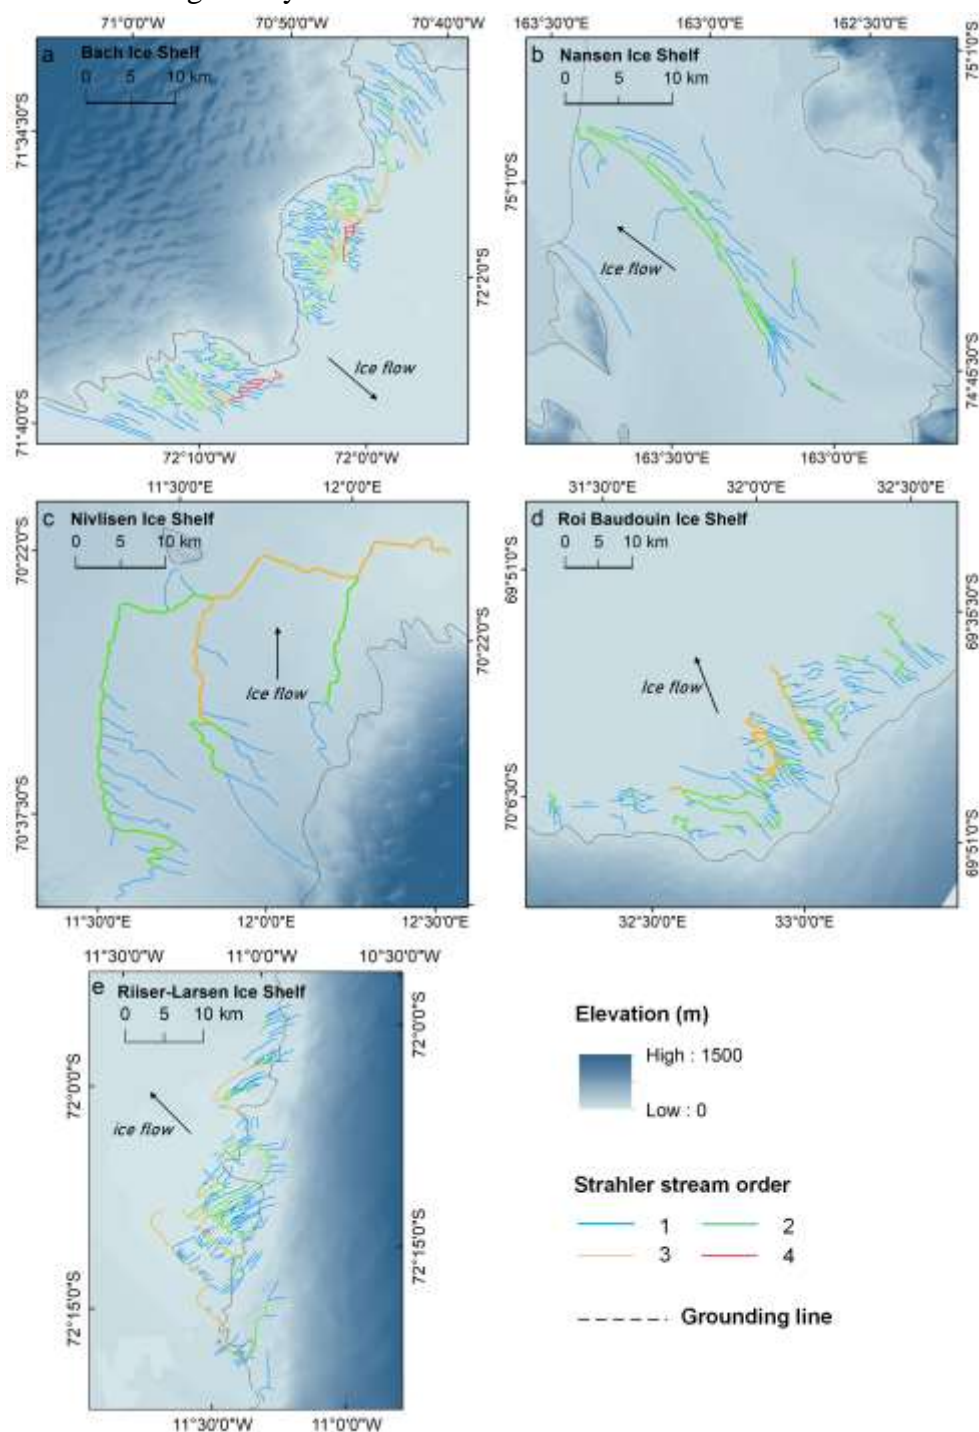 71°0'0"W 70°50'0"W 70°40'0"W
a Bach Ice Shelf
0 5 10 km
71°34'30"S
72°2'0"S
Ice flow
71°40'0"S
72°10'0"W 72°0'0"W
163°30'0"E 163°0'0"E 162°30'0"E
b Nansen Ice Shelf
0 5 10 km
75°1'0"S
75°1'0"S
Ice flow
163°30'0"E 163°0'0"E
11°30'0"E 12°0'0"E
c Nivlisen Ice Shelf
0 5 10 km
70°22'0"S
70°22'0"S
Ice flow
70°37'30"S
11°30'0"E 12°0'0"E 12°30'0"E
31°30'0"E 32°0'0"E 32°30'0"E
d Roi Baudouin Ice Shelf
0 5 10 km
69°51'0"S
Ice flow
70°6'30"S
69°51'0"S
32°30'0"E 33°0'0"E
11°30'0"W 11°0'0"W 10°30'0"W
e Riiser-Larsen Ice Shelf
0 5 10 km
72°0'0"S
72°0'0"S
ice flow
72°15'0"S
72°15'0"S
11°30'0"W 11°0'0"W
Elevation (m)
High : 1500
Low : 0
Strahler stream order
1 2
3 4
Grounding line